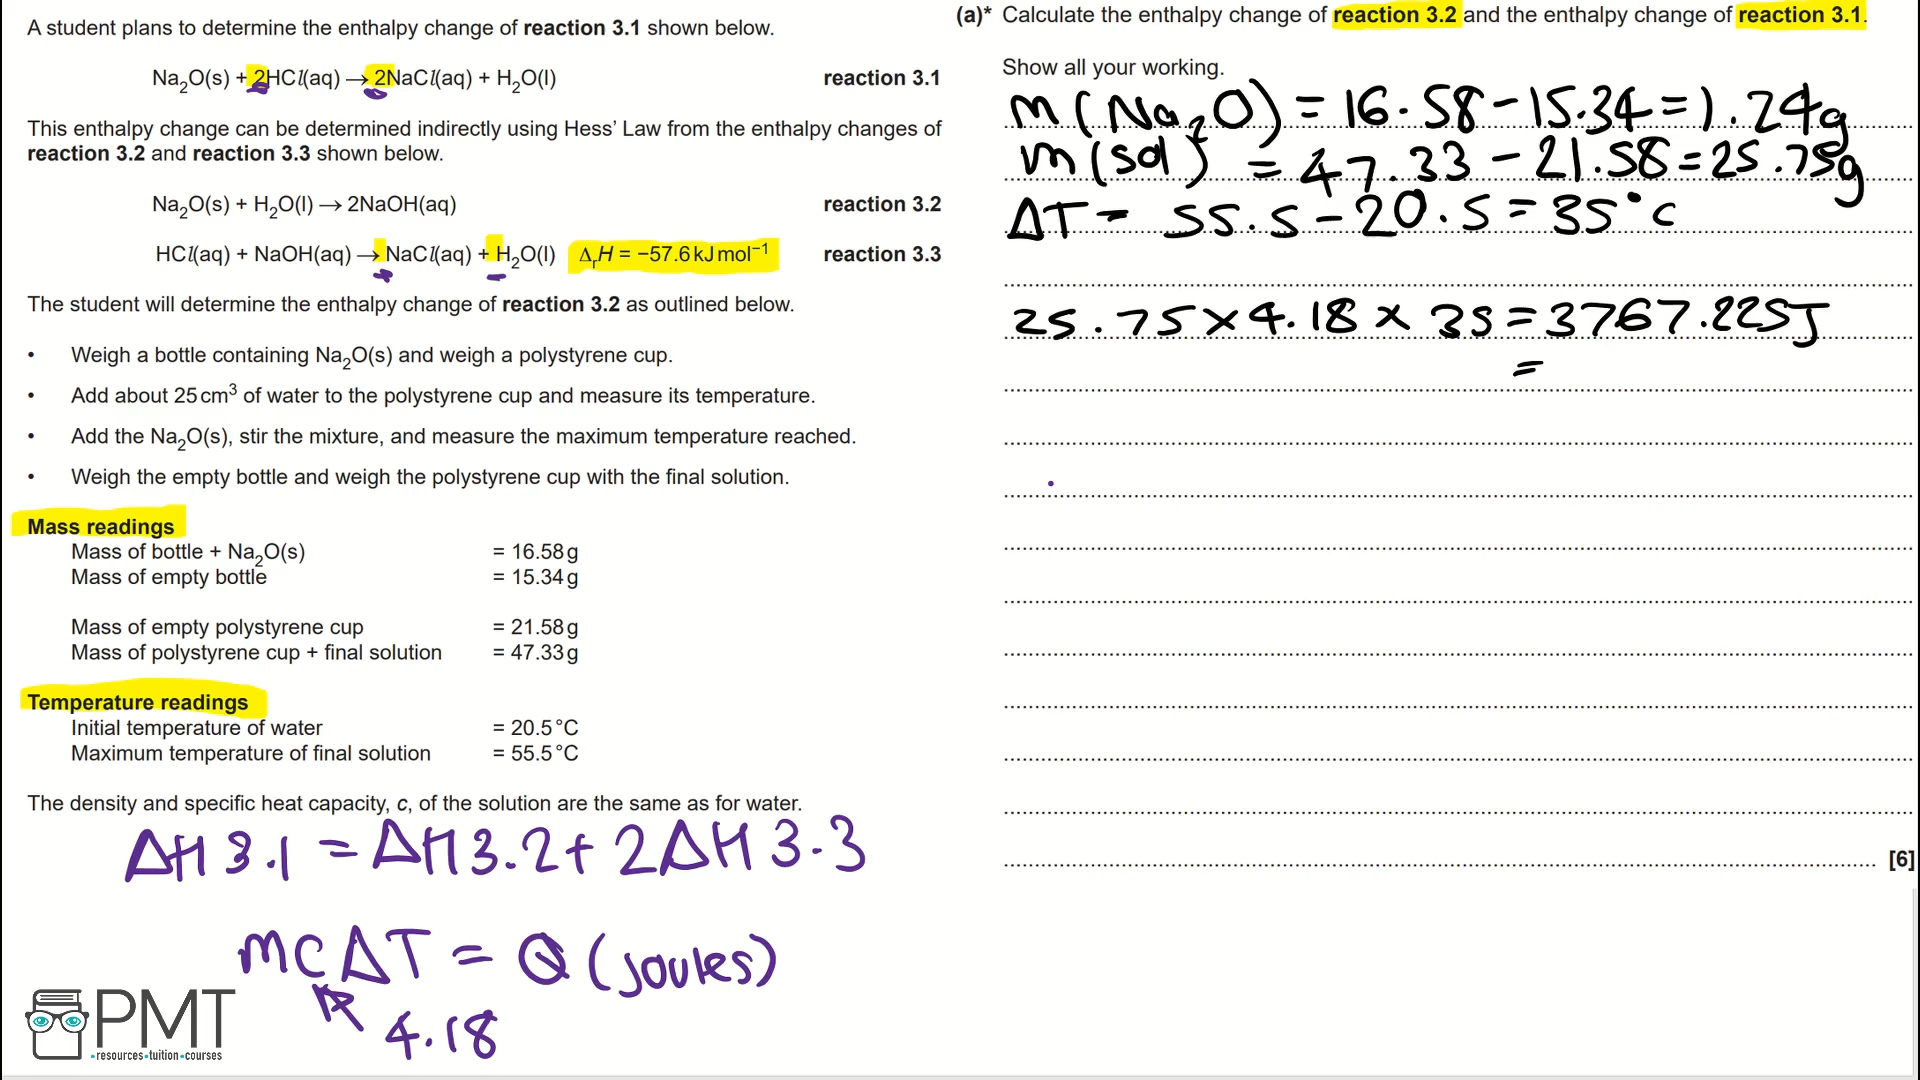 A student plans to determine the enthalpy change of reaction 3.1 shown below.
Na₂O(s) + 2HCl(aq) → 2NaCl(aq) + H₂O(l) reaction 3.1
This enthalpy change can be determined indirectly using Hess’ Law from the enthalpy changes of
reaction 3.2 and reaction 3.3 shown below.
Na₂O(s) + H₂O(l) → 2NaOH(aq) reaction 3.2
HCl(aq) + NaOH(aq) → NaCl(aq) + H₂O(l) ΔᵣH = −57.6 kJ mol⁻¹ reaction 3.3
The student will determine the enthalpy change of reaction 3.2 as outlined below.
• Weigh a bottle containing Na₂O(s) and weigh a polystyrene cup.
• Add about 25 cm³ of water to the polystyrene cup and measure its temperature.
• Add the Na₂O(s), stir the mixture, and measure the maximum temperature reached.
• Weigh the empty bottle and weigh the polystyrene cup with the final solution.
Mass readings
Mass of bottle + Na₂O(s) = 16.58 g
Mass of empty bottle = 15.34 g
Mass of empty polystyrene cup = 21.58 g
Mass of polystyrene cup + final solution = 47.33 g
Temperature readings
Initial temperature of water = 20.5 °C
Maximum temperature of final solution = 55.5 °C
The density and specific heat capacity, c, of the solution are the same as for water.
ΔH 3.1 = ΔH 3.2 + 2ΔH 3.3
mcΔT = Q (joules)
4.18
PMT
•resources•tuition•courses
(a)* Calculate the enthalpy change of reaction 3.2 and the enthalpy change of reaction 3.1.
Show all your working.
m(Na₂O) = 16.58 − 15.34 = 1.24g
m(sol) = 47.33 − 21.58 = 25.75g
ΔT = 55.5 − 20.5 = 35°c
25.75 × 4.18 × 35 = 3767.225J
=
[6]